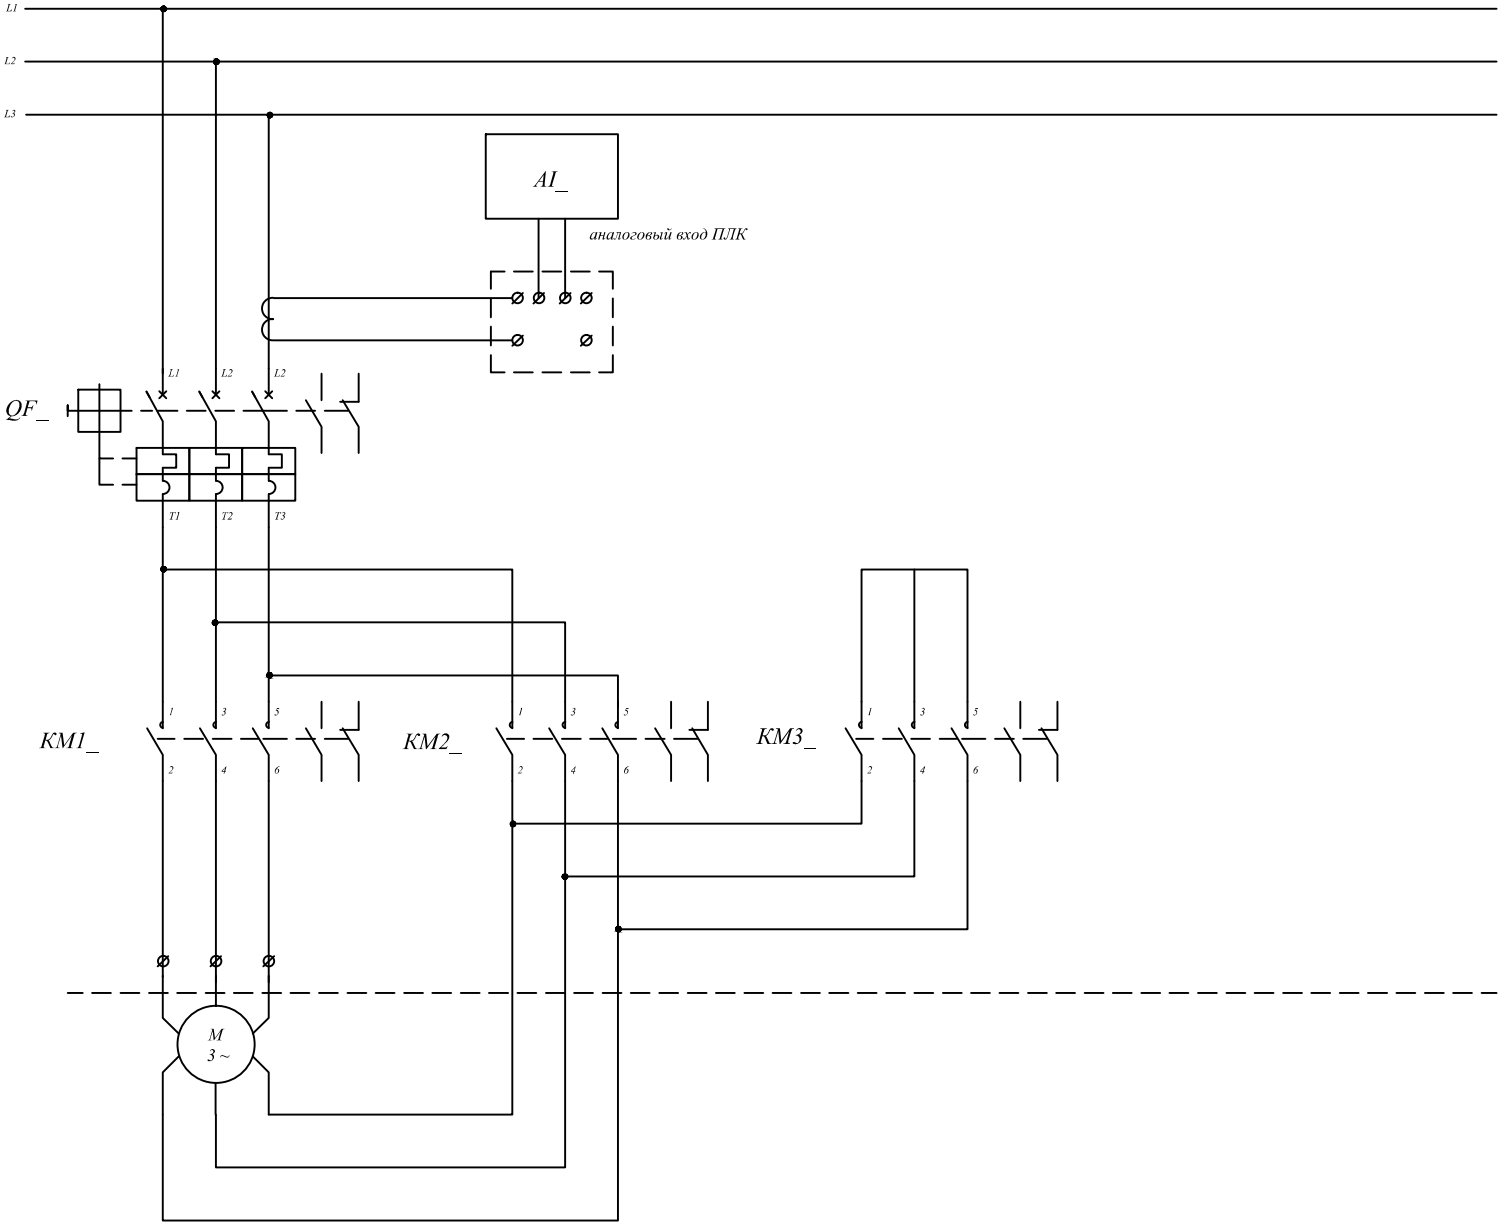 L1
L2
L3
AI_
аналоговый вход ПЛК
L1 L2 L2
QF_
T1 T2 T3
1 3 5 1 3 5 1 3 5
KM1_ KM2_ KM3_
2 4 6 2 4 6 2 4 6
M
3 ~